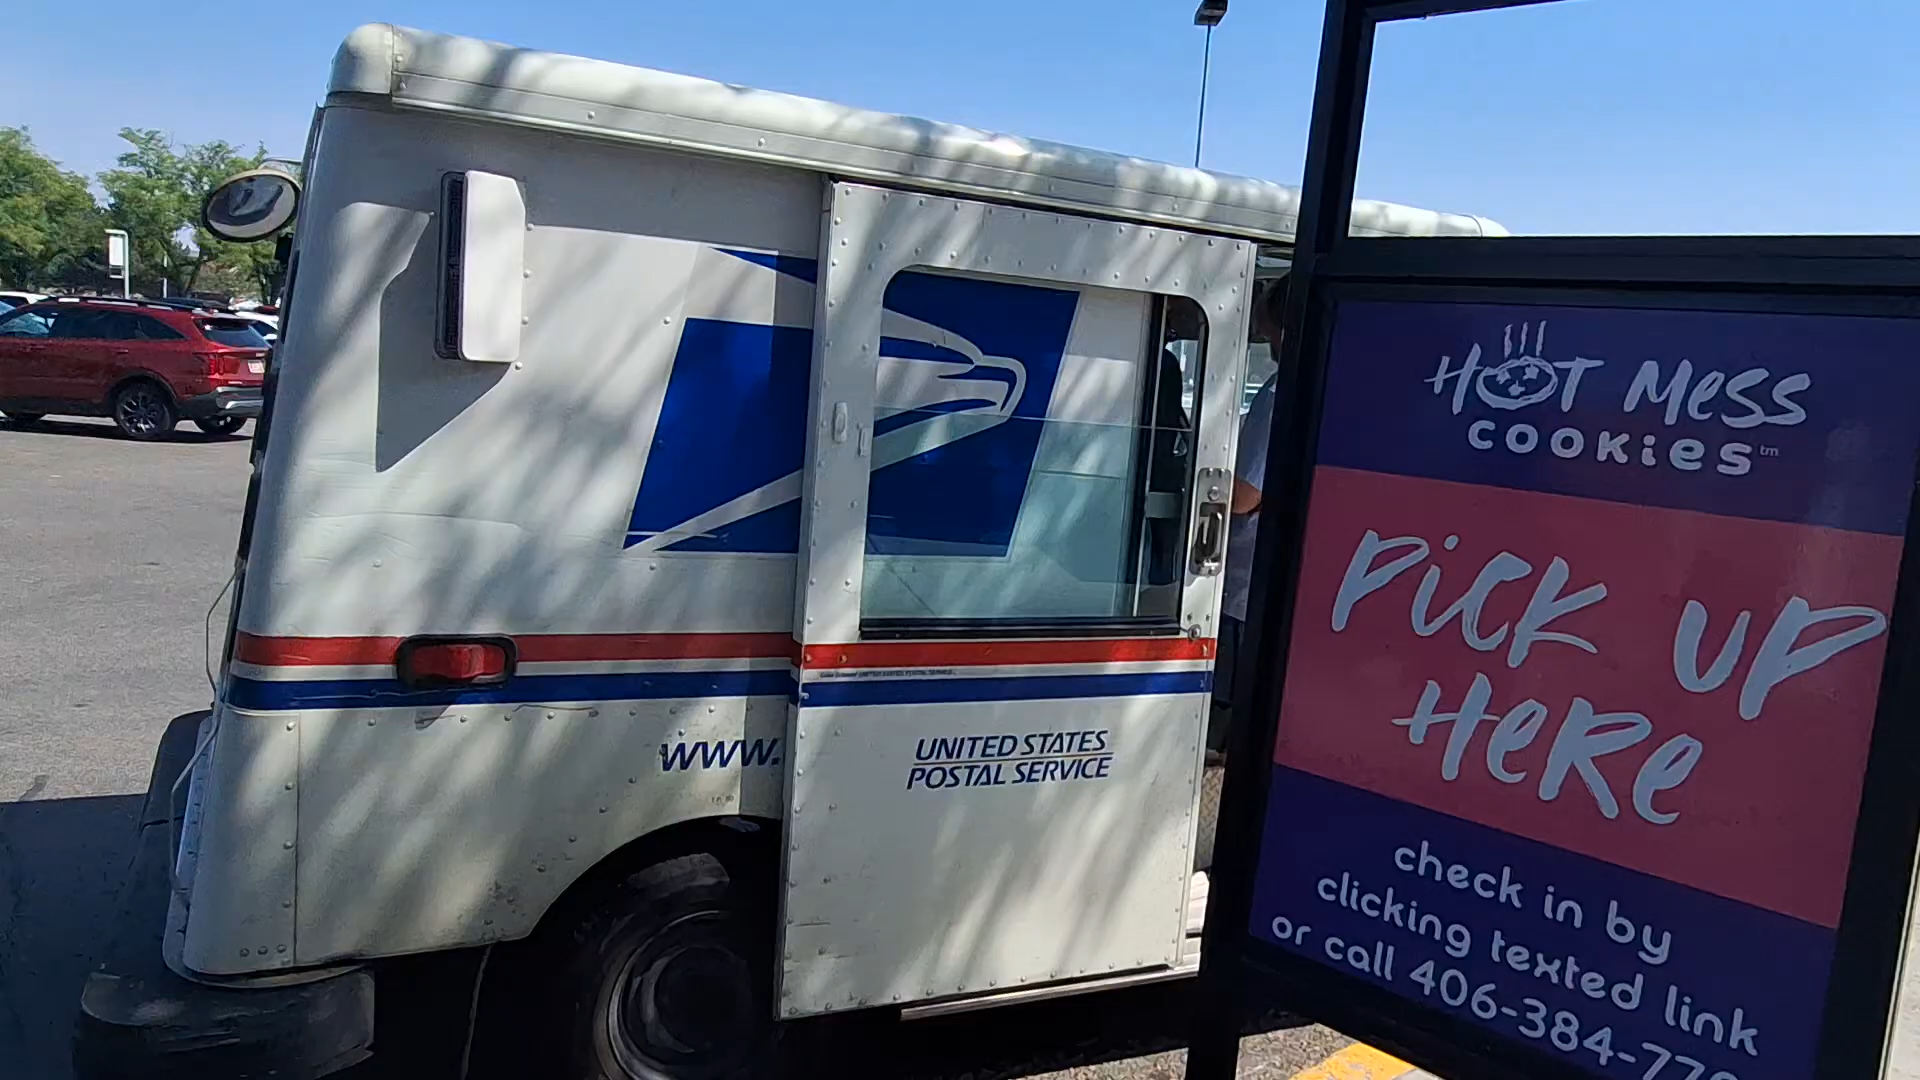 www.
UNITED STATES
POSTAL SERVICE
HOT MESS
COOKIES™
PICK UP
HERE
check in by
clicking texted link
or call 406-384-77